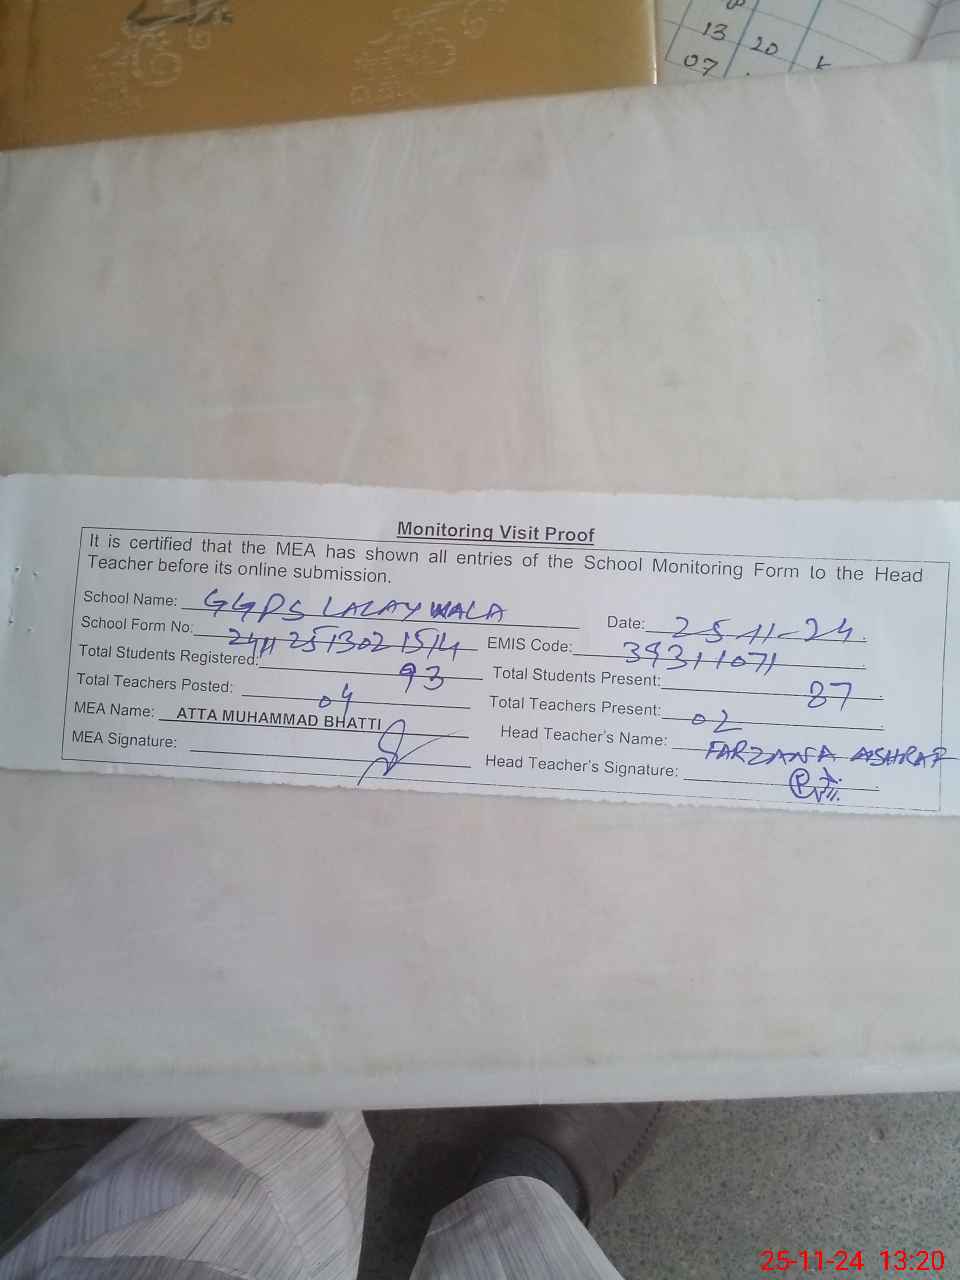 13 20
07
Monitoring Visit Proof
It is certified that the MEA has shown all entries of the School Monitoring Form to the Head
Teacher before its online submission.
School Name: GGPS LALAY WALA Date: 25-11-24
School Form No: 2411251302 1514 EMIS Code: 39311071
Total Students Registered: 93 Total Students Present: 87
Total Teachers Posted: 04 Total Teachers Present: 02
MEA Name: ATTA MUHAMMAD BHATTI Head Teacher's Name: FARZANA ASHRAF
MEA Signature: Head Teacher's Signature:
25-11-24 13:20